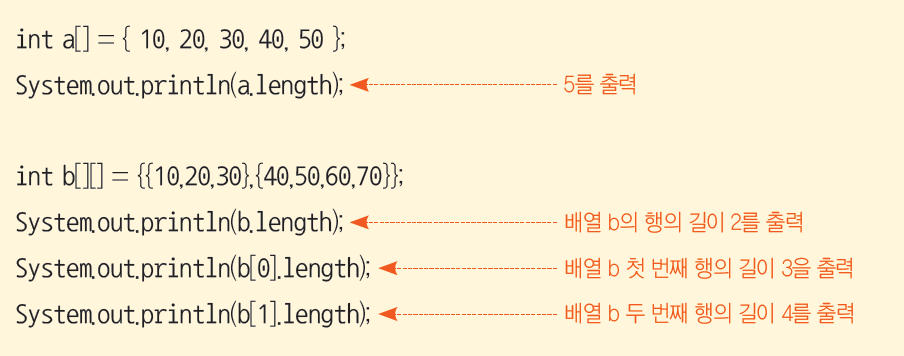 int a[] = { 10, 20, 30, 40, 50 };
System.out.println(a.length); 5를 출력
int b[][] = {{10,20,30},{40,50,60,70}};
System.out.println(b.length); 배열 b의 행의 길이 2를 출력
System.out.println(b[0].length); 배열 b 첫 번째 행의 길이 3을 출력
System.out.println(b[1].length); 배열 b 두 번째 행의 길이 4를 출력